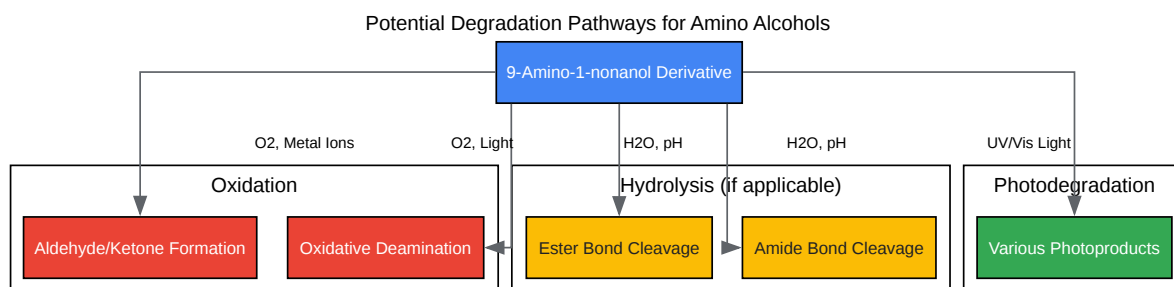 Potential Degradation Pathways for Amino Alcohols
9-Amino-1-nonanol Derivative
O2, Metal Ions
O2, Light
H2O, pH
H2O, pH
UV/Vis Light
Oxidation
Hydrolysis (if applicable)
Photodegradation
Aldehyde/Ketone Formation
Oxidative Deamination
Ester Bond Cleavage
Amide Bond Cleavage
Various Photoproducts